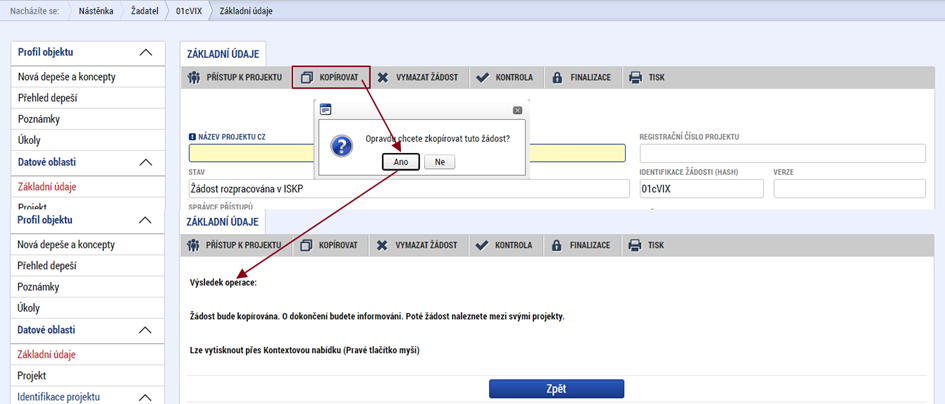 Nacházíte se: Nástěnka Žadatel 01cVIX Základní údaje
Profil objektu
Nová depeše a koncepty
Přehled depeší
Poznámky
Úkoly
Datové oblasti
Základní údaje
Projekt
ZÁKLADNÍ ÚDAJE
PŘÍSTUP K PROJEKTU KOPÍROVAT VYMAZAT ŽÁDOST KONTROLA FINALIZACE TISK
Opravdu chcete zkopírovat tuto žádost?
Ano Ne
NÁZEV PROJEKTU CZ
REGISTRAČNÍ ČÍSLO PROJEKTU
STAV
IDENTIFIKACE ŽÁDOSTI (HASH) VERZE
Žádost rozpracována v ISKP
01cVIX
SPRÁVCE PŘÍSTUPŮ
Profil objektu
Nová depeše a koncepty
Přehled depeší
Poznámky
Úkoly
Datové oblasti
Základní údaje
Projekt
Identifikace projektu
ZÁKLADNÍ ÚDAJE
PŘÍSTUP K PROJEKTU KOPÍROVAT VYMAZAT ŽÁDOST KONTROLA FINALIZACE TISK
Výsledek operace:
Žádost bude kopírována. O dokončení budete informováni. Poté žádost naleznete mezi svými projekty.
Lze vytisknout přes Kontextovou nabídku (Pravé tlačítko myši)
Zpět